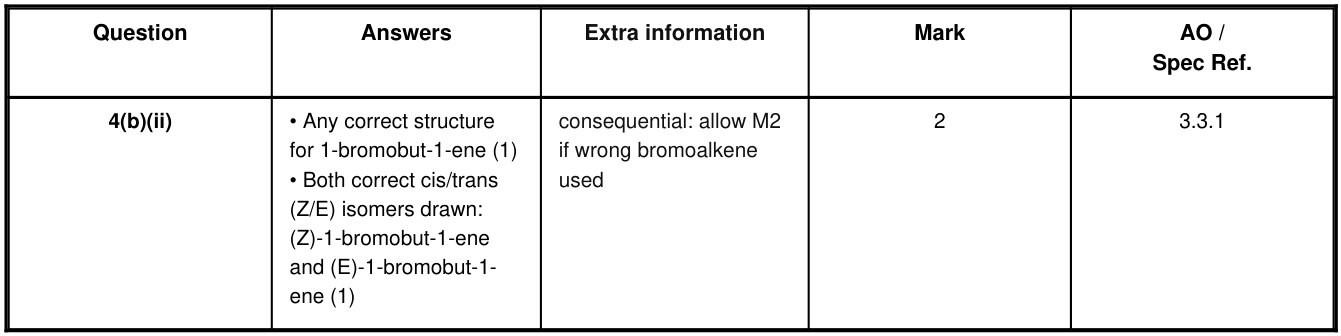 Question
Answers
Extra information
Mark
AO /
Spec Ref.
4(b)(ii)
• Any correct structure
for 1-bromobut-1-ene (1)
• Both correct cis/trans
(Z/E) isomers drawn:
(Z)-1-bromobut-1-ene
and (E)-1-bromobut-1-
ene (1)
consequential: allow M2
if wrong bromoalkene
used
2
3.3.1